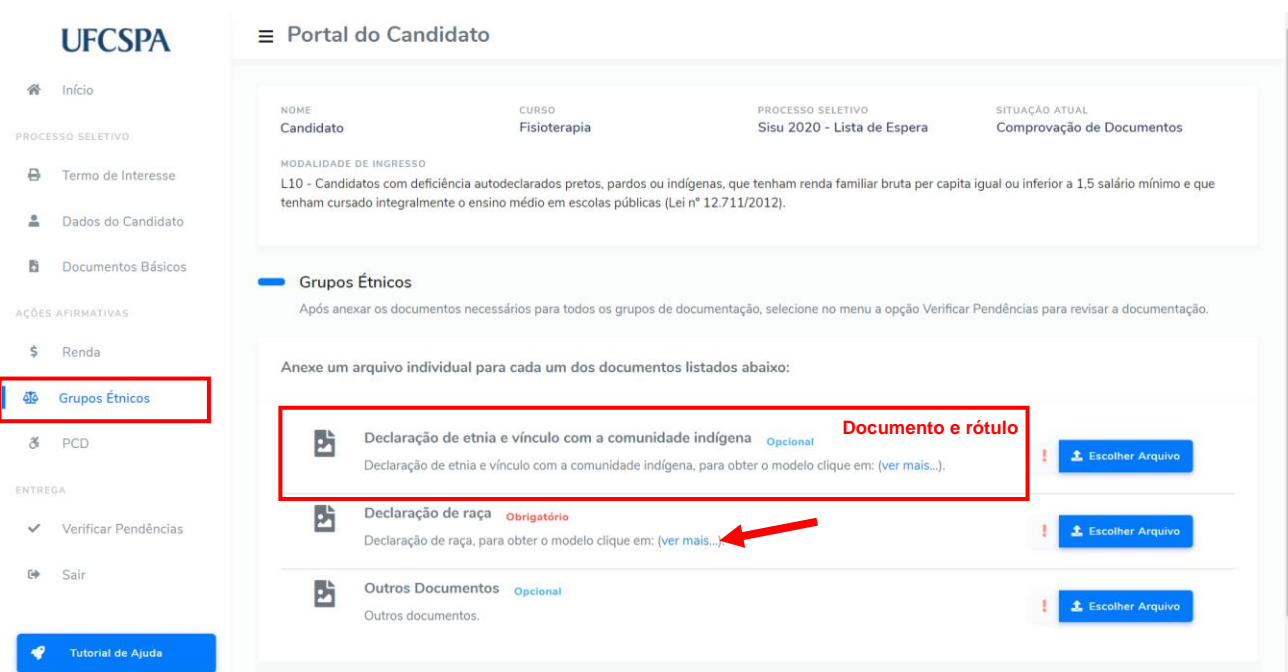 UFCSPA
Portal do Candidato
Início
PROCESSO SELETIVO
Termo de Interesse
Dados do Candidato
Documentos Básicos
AÇÕES AFIRMATIVAS
$ Renda
Grupos Étnicos
PCD
ENTREGA
Verificar Pendências
Sair
Tutorial de Ajuda
NOME
Candidato
CURSO
Fisioterapia
PROCESSO SELETIVO
Sisu 2020 - Lista de Espera
SITUAÇÃO ATUAL
Comprovação de Documentos
MODALIDADE DE INGRESSO
L10 - Candidatos com deficiência autodeclarados pretos, pardos ou indígenas, que tenham renda familiar bruta per capita igual ou inferior a 1,5 salário mínimo e que
tenham cursado integralmente o ensino médio em escolas públicas (Lei nº 12.711/2012).
Grupos Étnicos
Após anexar os documentos necessários para todos os grupos de documentação, selecione no menu a opção Verificar Pendências para revisar a documentação.
Anexe um arquivo individual para cada um dos documentos listados abaixo:
Declaração de etnia e vínculo com a comunidade indígena Opcional
Documento e rótulo
Declaração de etnia e vínculo com a comunidade indígena, para obter o modelo clique em: (ver mais...).
! Escolher Arquivo
Declaração de raça Obrigatório
Declaração de raça, para obter o modelo clique em: (ver mais...).
! Escolher Arquivo
Outros Documentos Opcional
Outros documentos.
! Escolher Arquivo